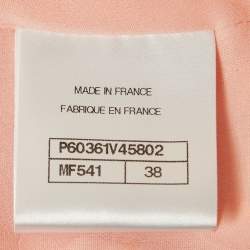 MADE IN FRANCE
FABRIQUE EN FRANCE
P60361V45802
MF541 38